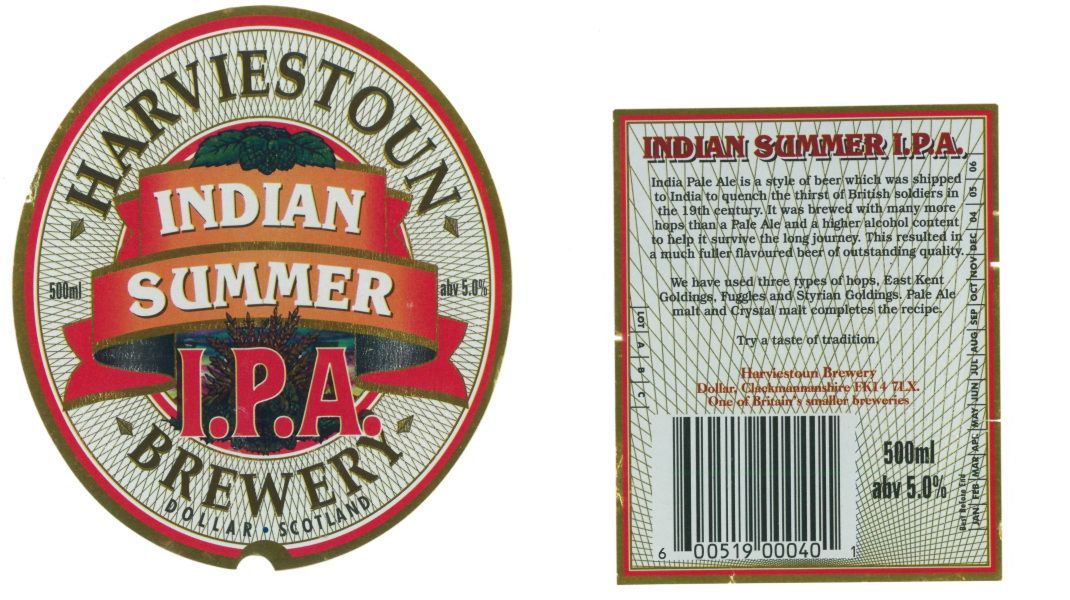 HARVIESTOUN
INDIAN
SUMMER
500ml
abv 5.0%
I.P.A.
BREWERY
DOLLAR • SCOTLAND
INDIAN SUMMER I.P.A.
India Pale Ale is a style of beer which was shipped
to India to quench the thirst of British soldiers in
the 19th century. It was brewed with many more
hops than a Pale Ale and a higher alcohol content
to help it survive the long journey. This resulted in
a much fuller flavoured beer of outstanding quality.
We have used three types of hops, East Kent
Goldings, Fuggles and Styrian Goldings. Pale Ale
malt and Crystal malt completes the recipe.
Try a taste of tradition.
Harviestoun Brewery
Dollar, Clackmannanshire FK14 7LX.
One of Britain's smaller breweries.
LOT A B C
Best Before End
JAN FEB MAR APL MAY JUN JUL AUG SEP OCT NOV DEC 04 05 06
500ml
abv 5.0%
6 00519 00040 1